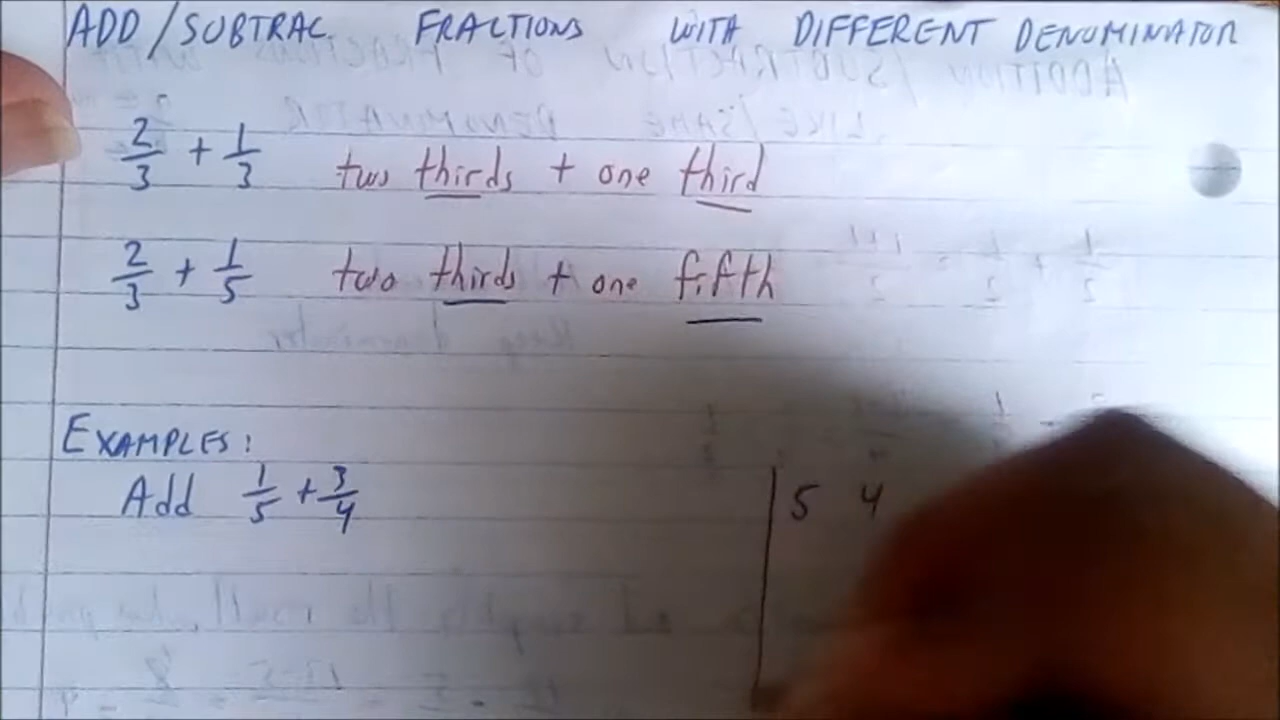 ADD/SUBTRAC FRACTIONS WITH DIFFERENT DENOMINATOR
2/3 + 1/3 two thirds + one third
2/3 + 1/5 two thirds + one fifth
EXAMPLES:
Add 1/5 + 3/4
5 4